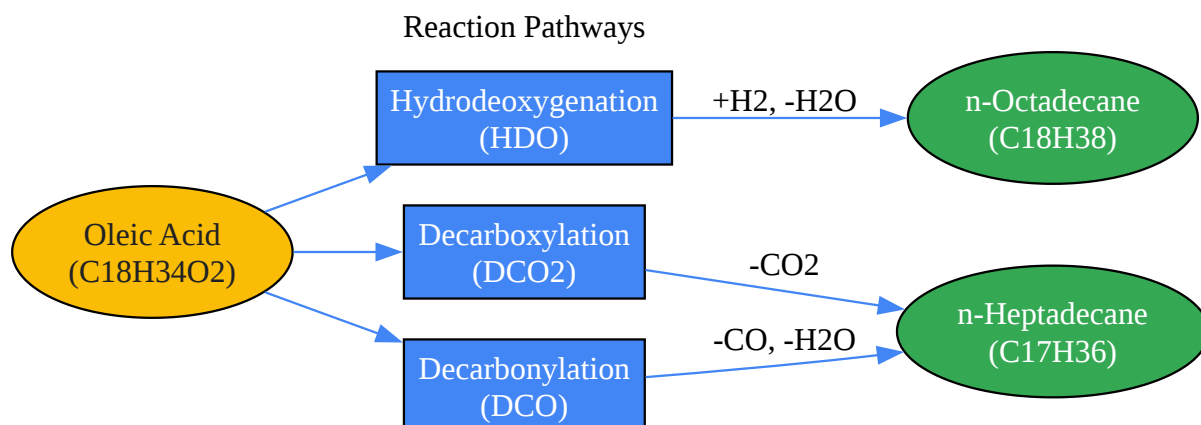 Reaction Pathways
Hydrodeoxygenation
(HDO)
+H2, -H2O
n-Octadecane
(C18H38)
Oleic Acid
(C18H34O2)
Decarboxylation
(DCO2)
-CO2
n-Heptadecane
(C17H36)
-CO, -H2O
Decarbonylation
(DCO)